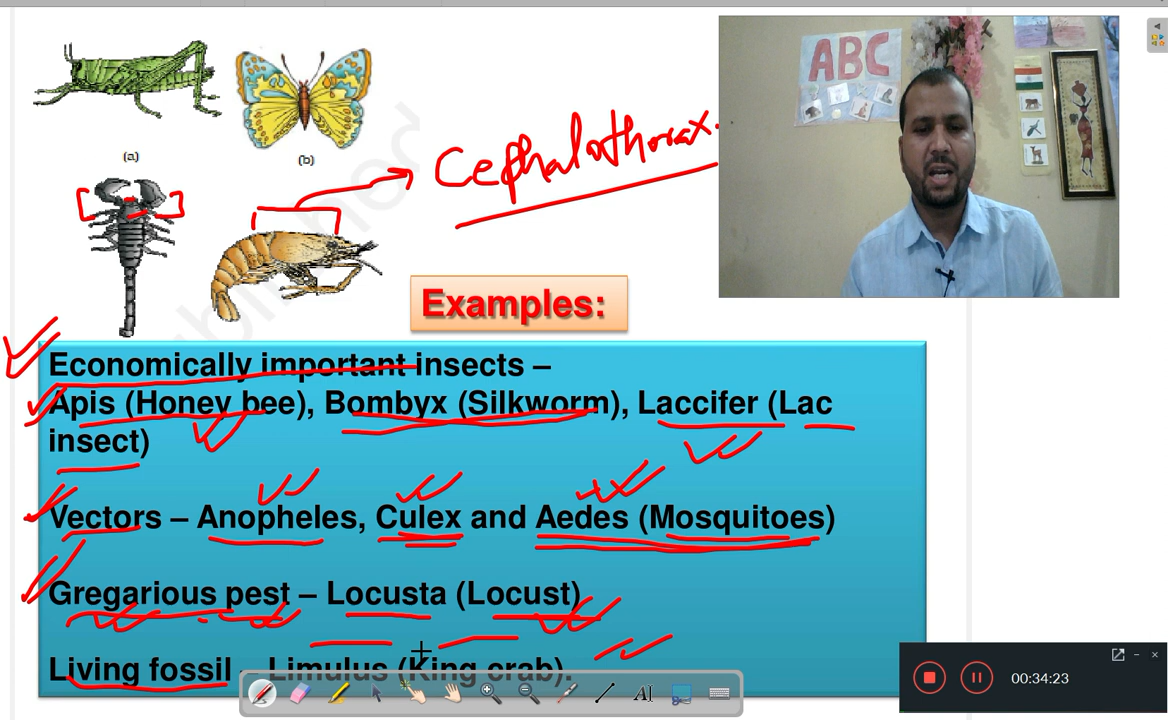 ABC
(a)
(b)
Cephalothorax.
Examples:
Economically important insects –
Apis (Honey bee), Bombyx (Silkworm), Laccifer (Lac
insect)
Vectors – Anopheles, Culex and Aedes (Mosquitoes)
Gregarious pest – Locusta (Locust)
Living fossil – Limulus (King crab).
A
00:34:23